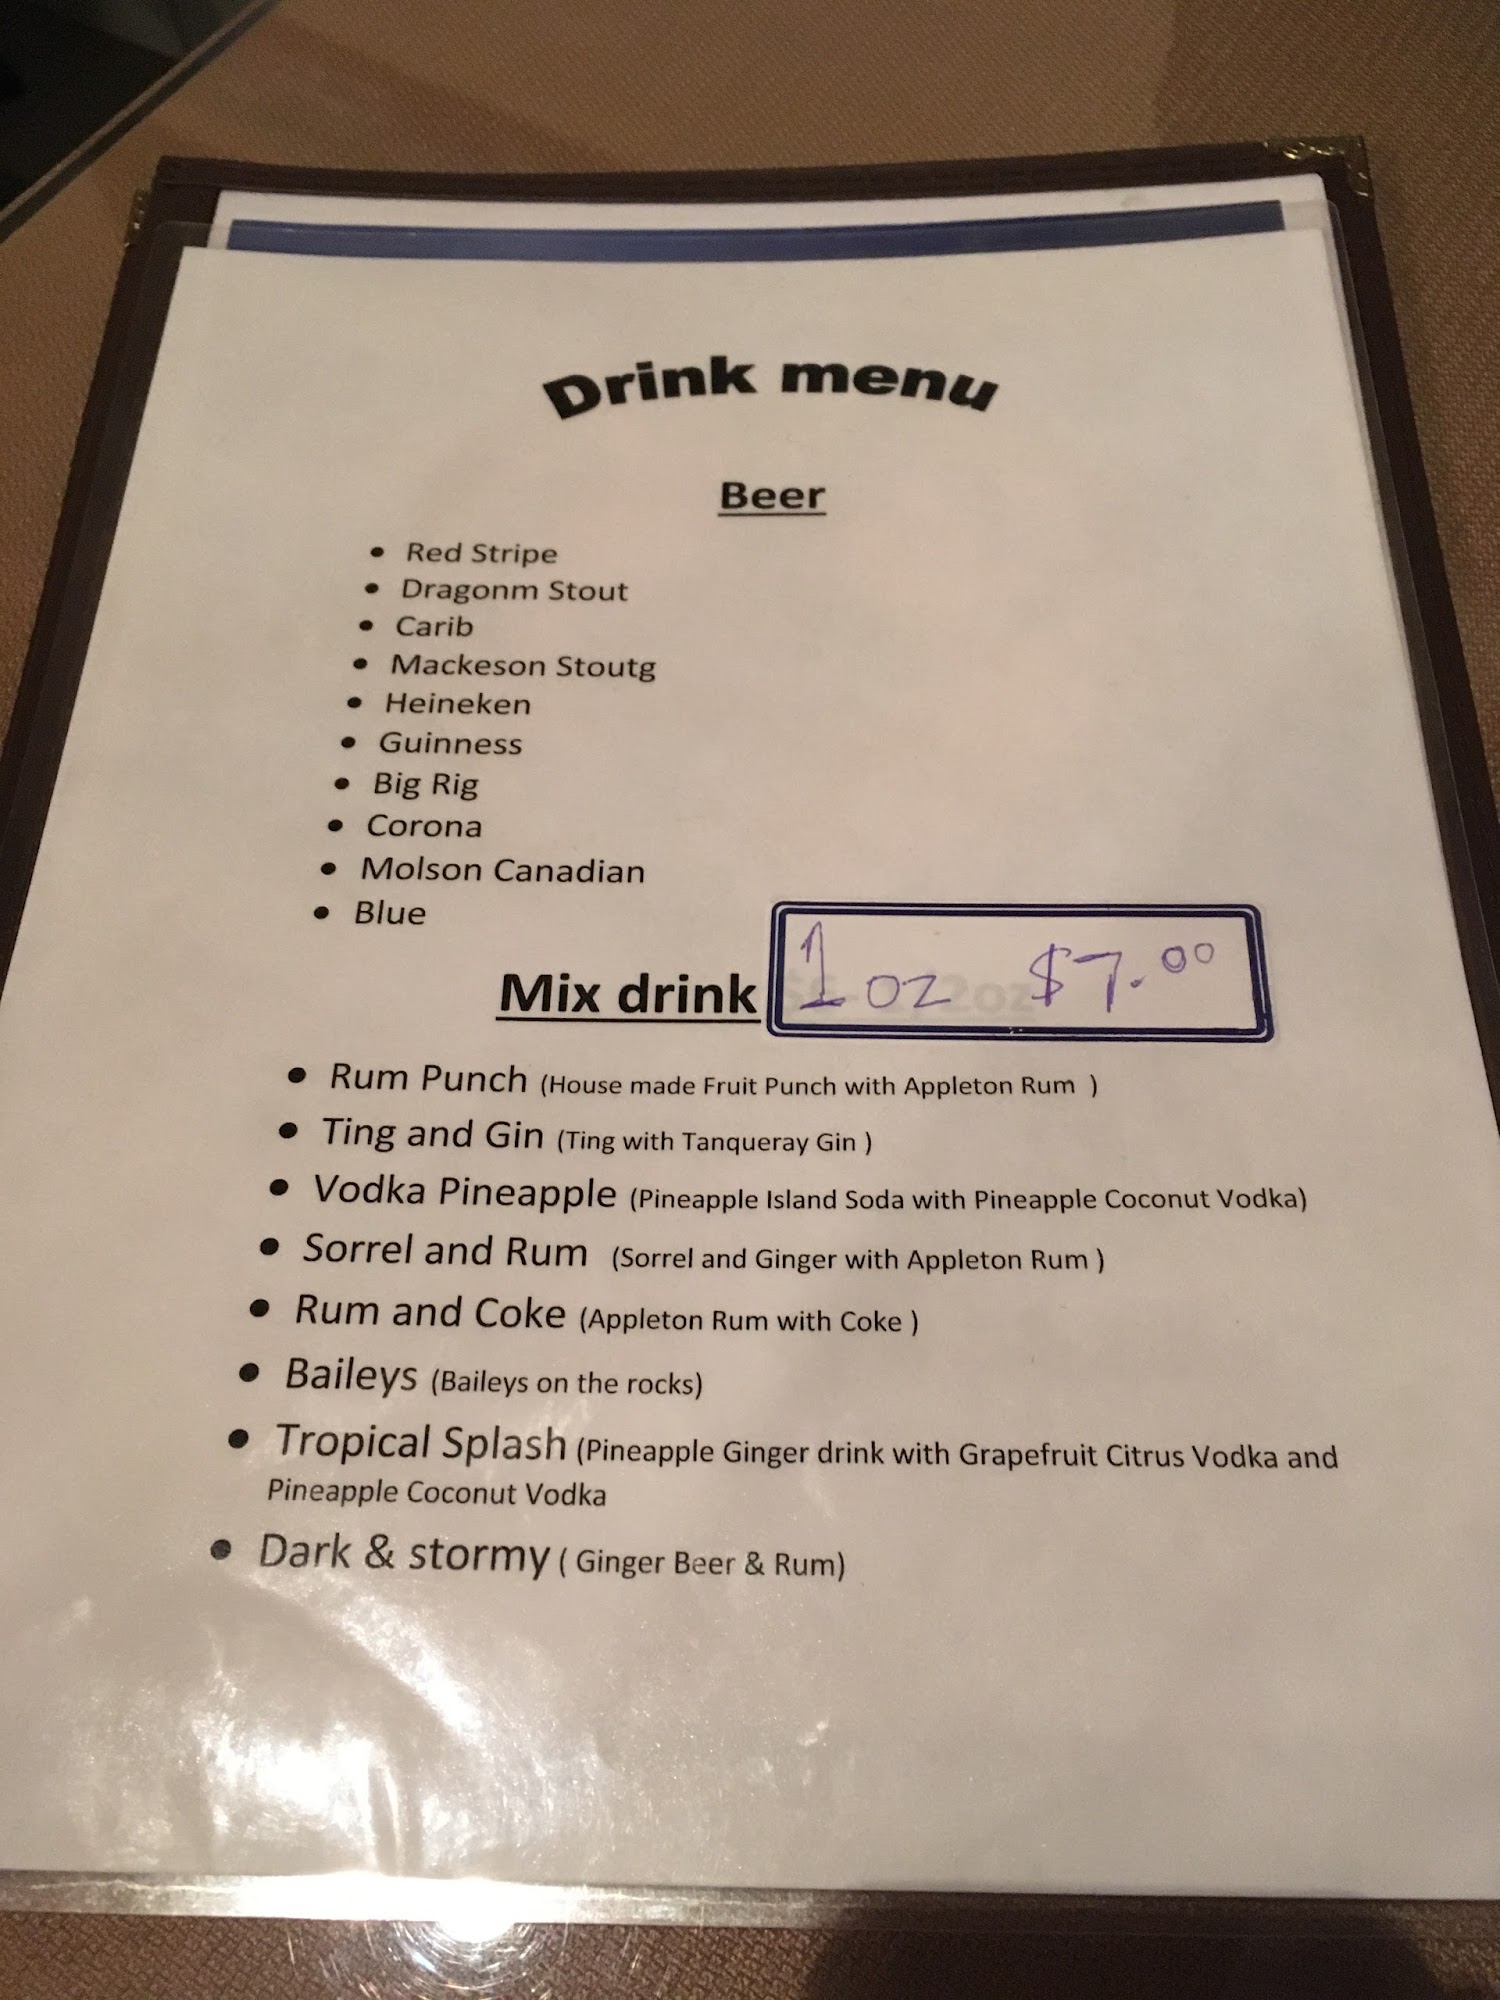 Drink menu
Beer
• Red Stripe
• Dragonm Stout
• Carib
• Mackeson Stoutg
• Heineken
• Guinness
• Big Rig
• Corona
• Molson Canadian
• Blue
Mix drink 1 oz $7.00
• Rum Punch (House made Fruit Punch with Appleton Rum )
• Ting and Gin (Ting with Tanqueray Gin )
• Vodka Pineapple (Pineapple Island Soda with Pineapple Coconut Vodka)
• Sorrel and Rum (Sorrel and Ginger with Appleton Rum )
• Rum and Coke (Appleton Rum with Coke )
• Baileys (Baileys on the rocks)
• Tropical Splash (Pineapple Ginger drink with Grapefruit Citrus Vodka and
Pineapple Coconut Vodka
• Dark & stormy ( Ginger Beer & Rum)